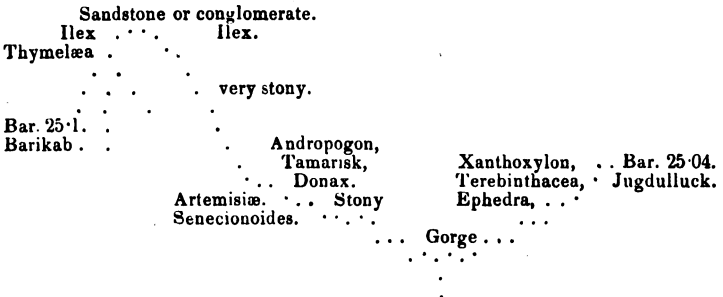 Sandstone or conglomerate.
Ilex Ilex.
Thymelæa
very stony.
Bar. 25·1.
Barikab Andropogon,
Tamarisk, Xanthoxylon, Bar. 25·04.
Donax. Terebinthacea, Jugdulluck.
Artemisiæ. Stony Ephedra,
Senecionoides.
Gorge